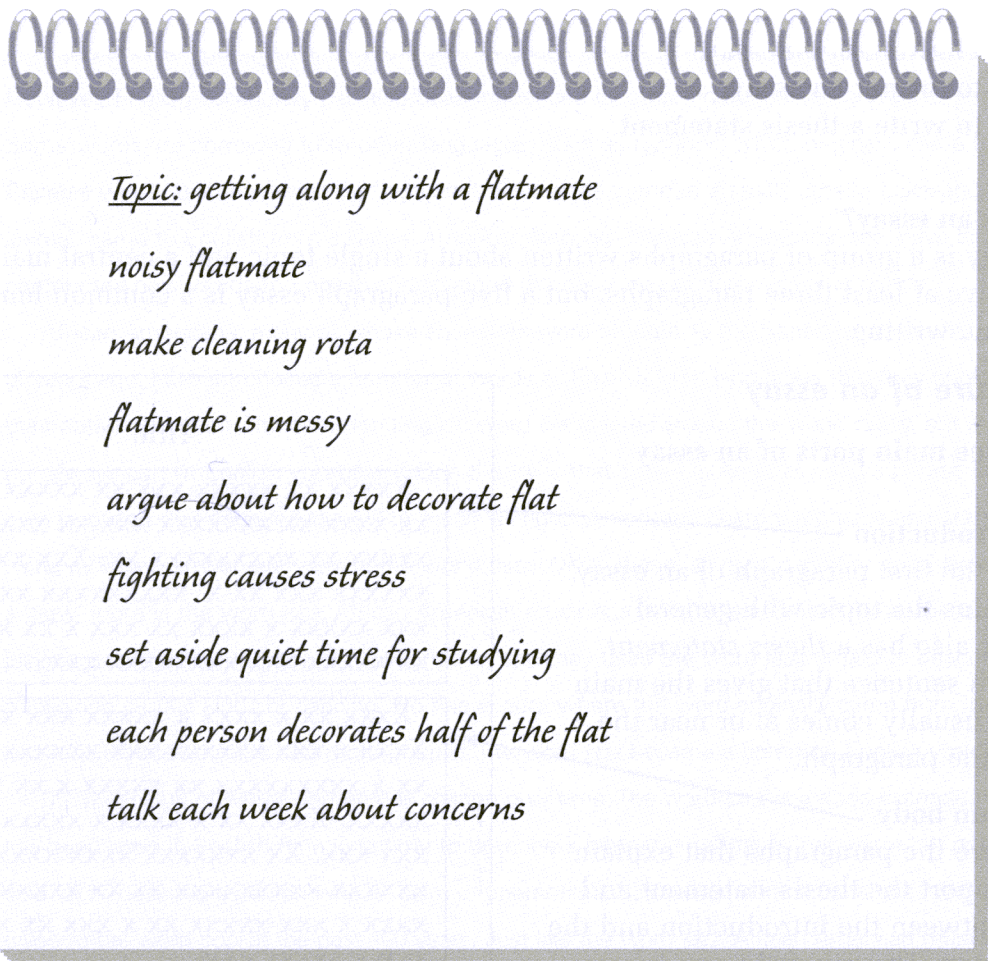 Topic: getting along with a flatmate
noisy flatmate
make cleaning rota
flatmate is messy
argue about how to decorate flat
fighting causes stress
set aside quiet time for studying
each person decorates half of the flat
talk each week about concerns